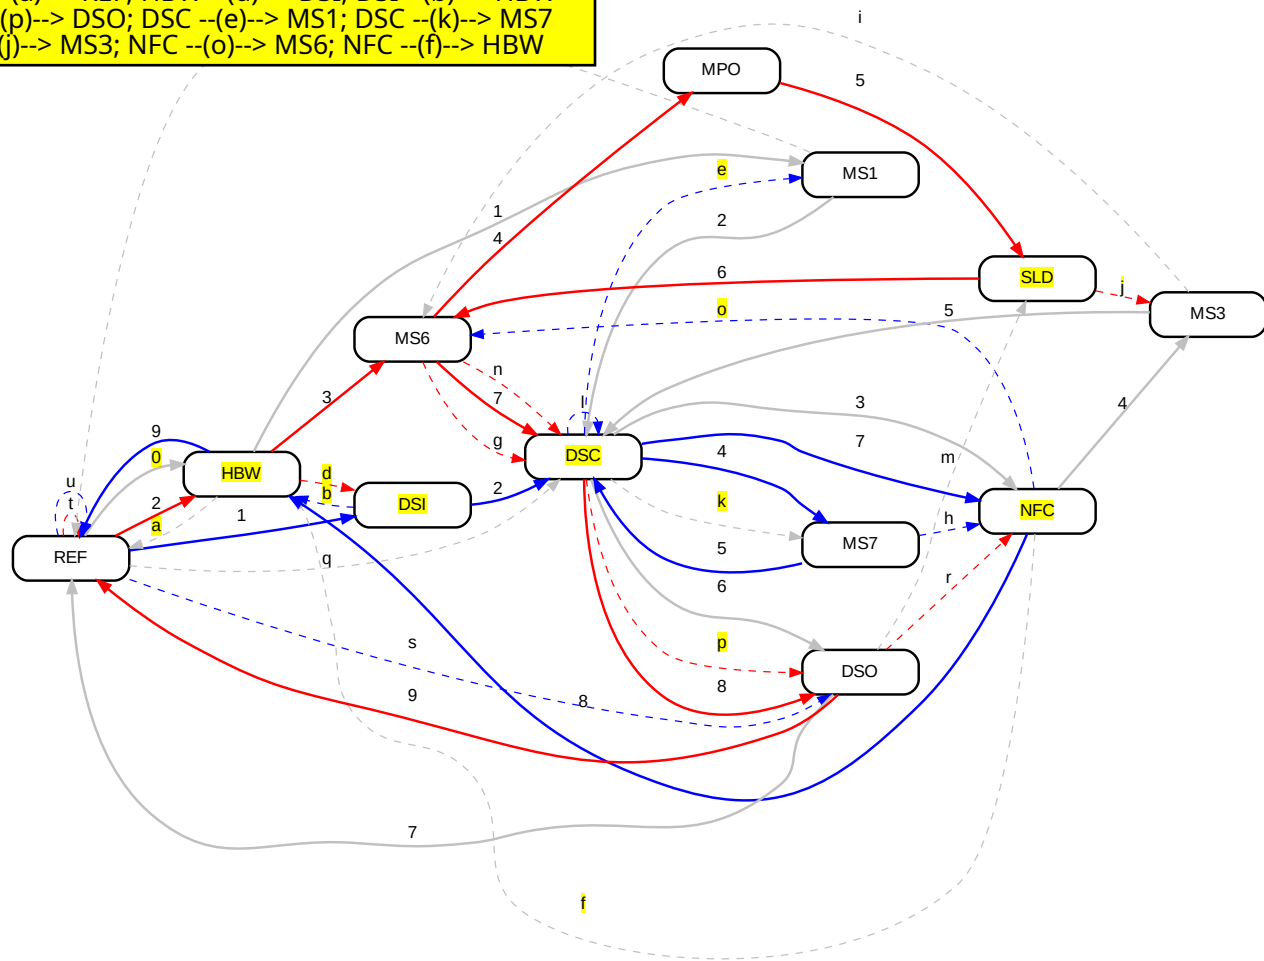 (p)--> DSO; DSC --(e)--> MS1; DSC --(k)--> MS7
(j)--> MS3; NFC --(o)--> MS6; NFC --(f)--> HBW
i
MPO
5
MS1
e
1
2
4
SLD
6
j
MS3
o
5
MS6
n
3
7
l
3
4
9
g
DSC
7
m
4
0
HBW
d
b
2
u
t
2
a
1
DSI
k
NFC
h
MS7
5
REF
q
6
r
s
p
DSO
8
9
8
7
f